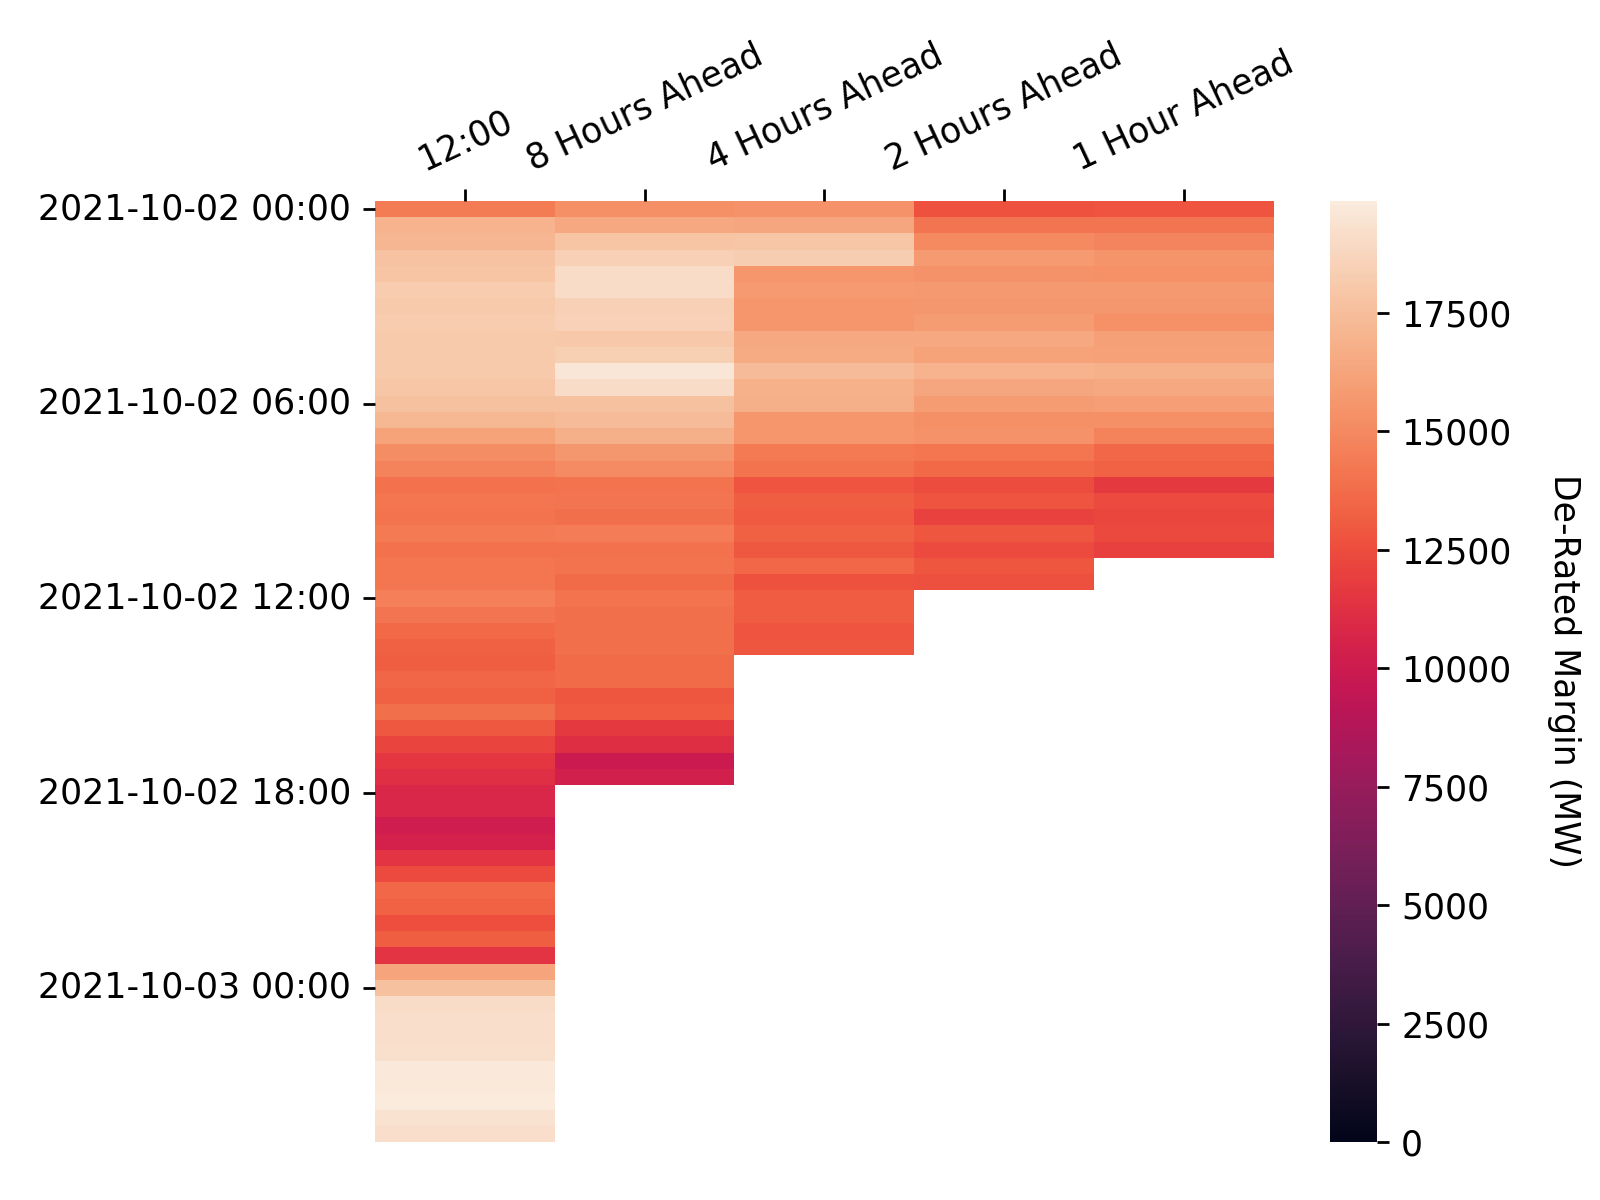 12:00
8 Hours Ahead
4 Hours Ahead
2 Hours Ahead
1 Hour Ahead
2021-10-02 00:00
2021-10-02 06:00
2021-10-02 12:00
2021-10-02 18:00
2021-10-03 00:00
17500
15000
12500
10000
7500
5000
2500
0
De-Rated Margin (MW)